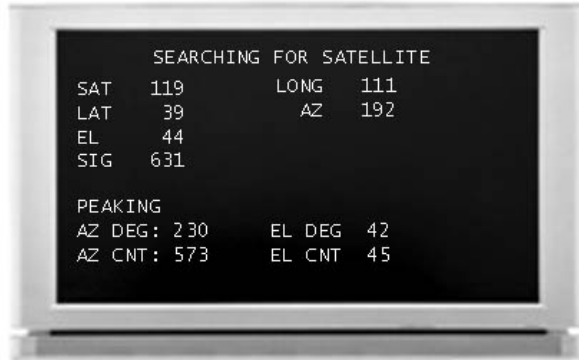 SEARCHING FOR SATELLITE
SAT 119 LONG 111
LAT 39 AZ 192
EL 44
SIG 631
PEAKING
AZ DEG: 230 EL DEG 42
AZ CNT: 573 EL CNT 45